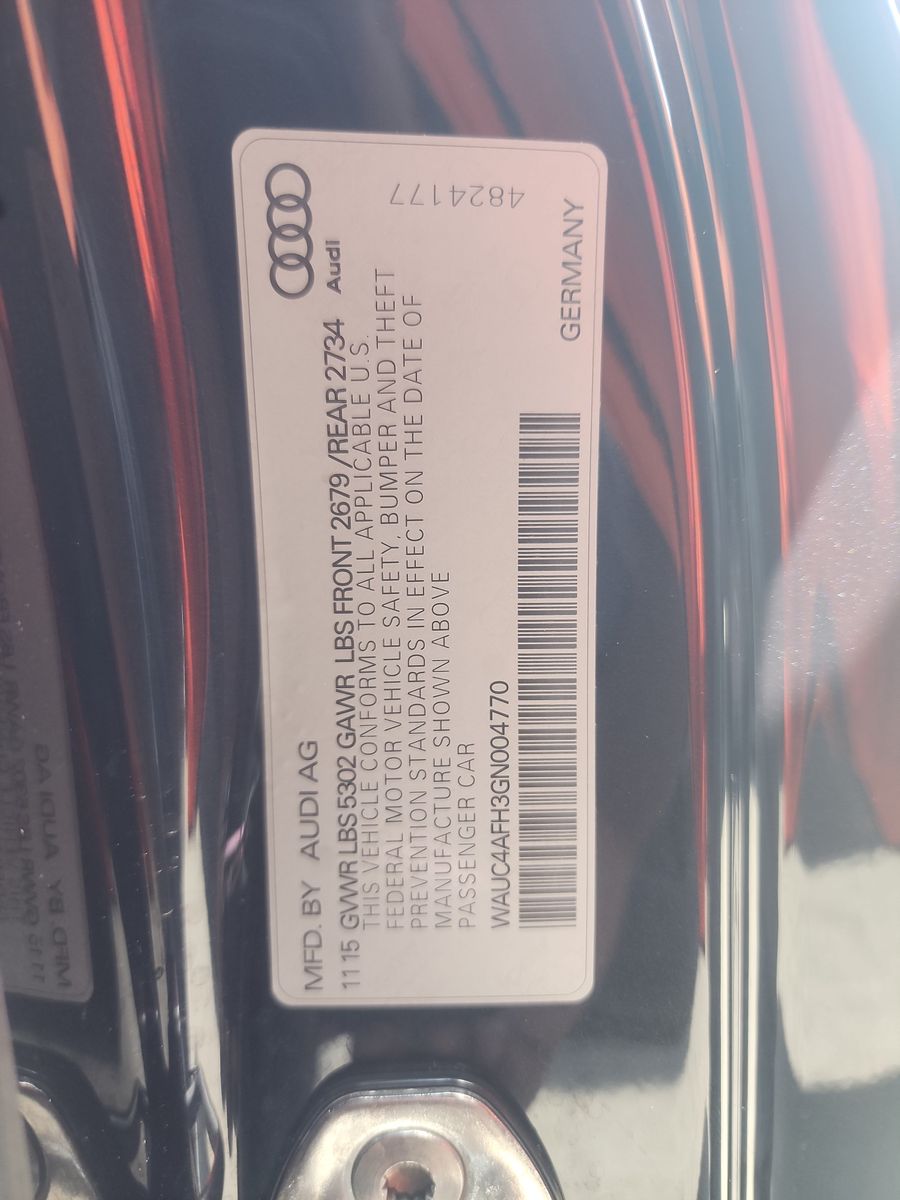 Audi
MFD. BY AUDI AG
11 15 GVWR LBS 5302 GAWR LBS FRONT 2679 /REAR 2734
THIS VEHICLE CONFORMS TO ALL APPLICABLE U.S.
FEDERAL MOTOR VEHICLE SAFETY, BUMPER AND THEFT
PREVENTION STANDARDS IN EFFECT ON THE DATE OF
MANUFACTURE SHOWN ABOVE
PASSENGER CAR
4824177
WAUC4AFH3GN004770
GERMANY